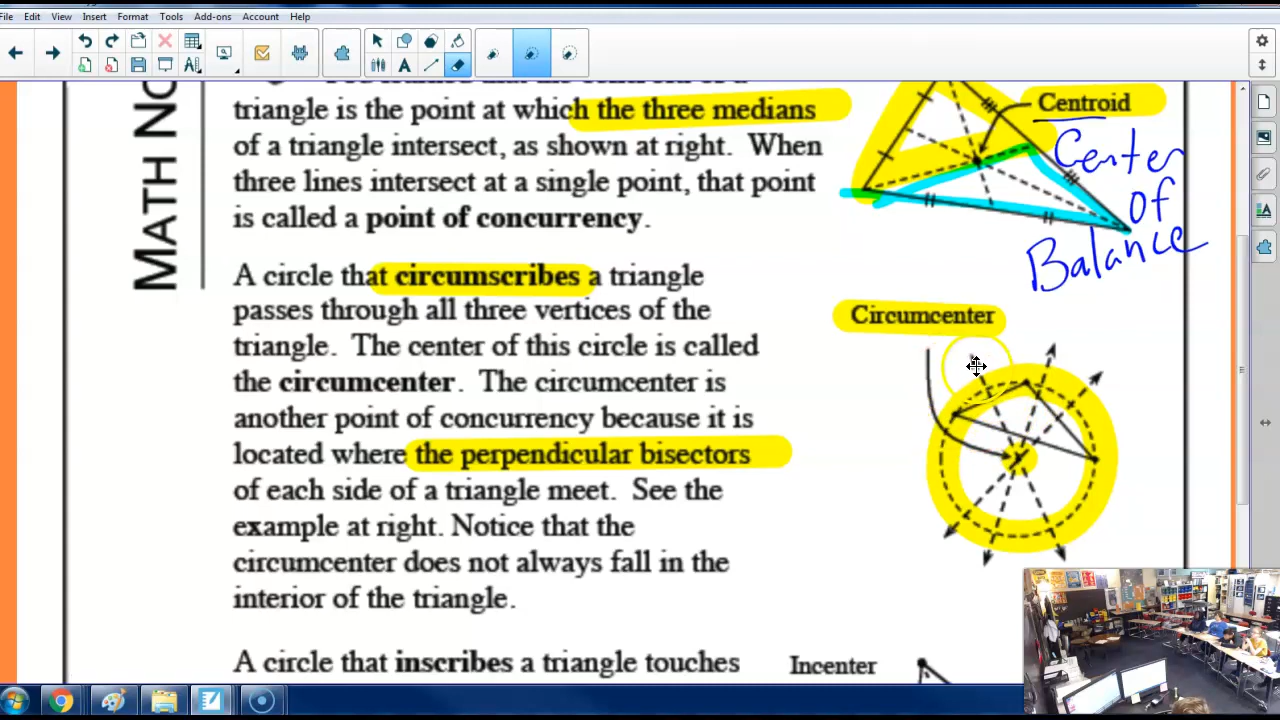 File Edit View Insert Format Tools Add-ons Account Help
MATH NO
triangle is the point at which the three medians
of a triangle intersect, as shown at right. When
three lines intersect at a single point, that point
is called a point of concurrency.
Centroid
Center
of
Balance
A circle that circumscribes a triangle
passes through all three vertices of the
triangle. The center of this circle is called
the circumcenter. The circumcenter is
another point of concurrency because it is
located where the perpendicular bisectors
of each side of a triangle meet. See the
example at right. Notice that the
circumcenter does not always fall in the
interior of the triangle.
Circumcenter
A circle that inscribes a triangle touches
Incenter